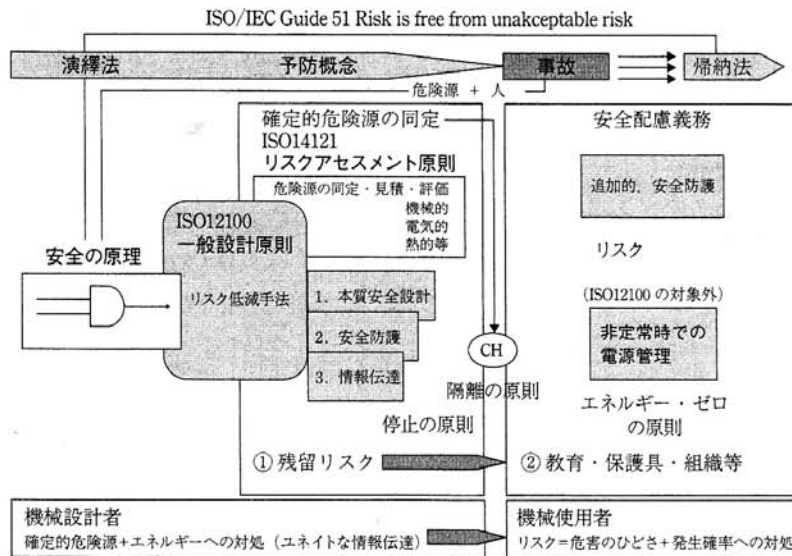 ISO/IEC Guide 51 Risk is free from unakceptable risk
演繹法
予防概念
事故
帰納法
危険源 + 人
確定的危険源の同定
ISO14121
リスクアセスメント原則
危険源の同定・見積・評価
機械的
電気的
熱的等
安全配慮義務
追加的，安全防護
リスク
ISO12100
一般設計原則
安全の原理
リスク低減手法
1．本質安全設計
2．安全防護
3．情報伝達
CH
隔離の原則
停止の原則
(ISO12100 の対象外)
非定常時での
電源管理
エネルギー・ゼロ
の原則
①残留リスク
②教育・保護具・組織等
機械設計者
確定的危険源+エネルギーへの対処（ユネイトな情報伝達）
機械使用者
リスク=危害のひどさ+発生確率への対処